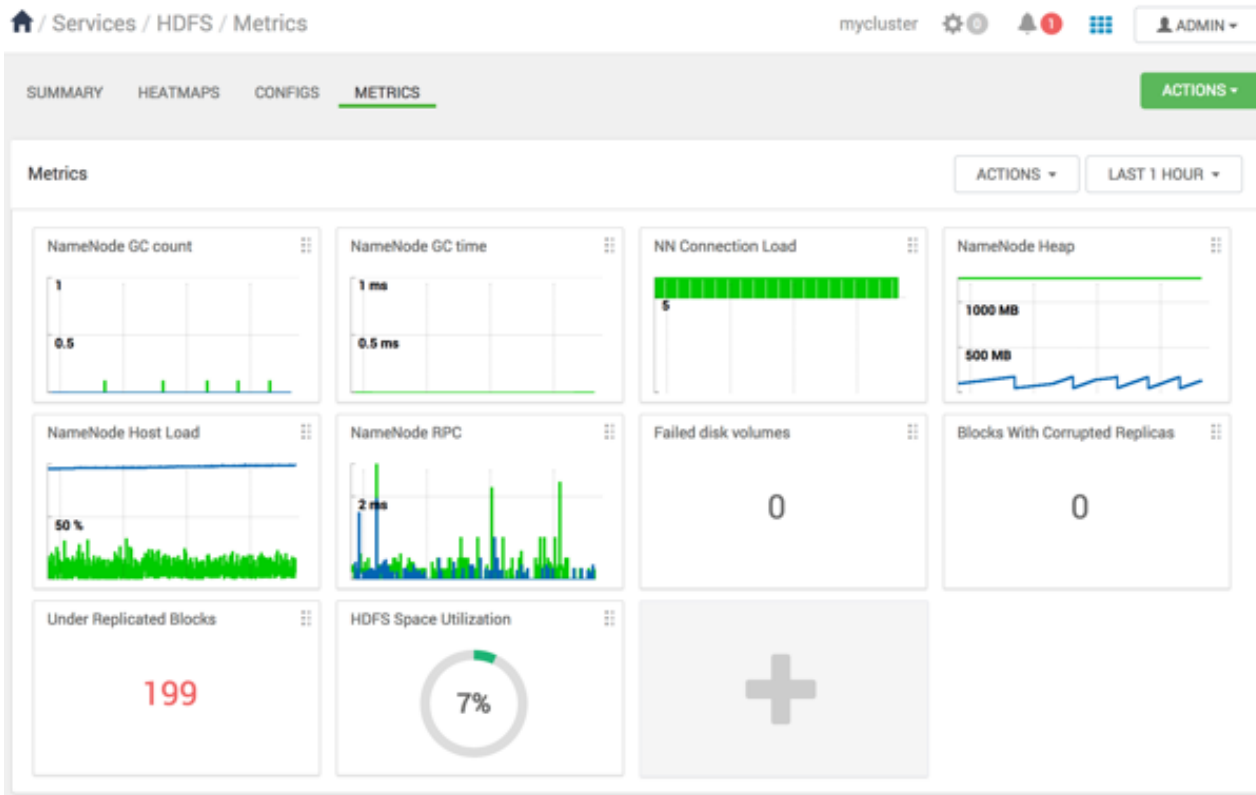 / Services / HDFS / Metrics
mycluster 0 1 ADMIN
SUMMARY HEATMAPS CONFIGS METRICS ACTIONS
Metrics ACTIONS LAST 1 HOUR
NameNode GC count
1
0.5
NameNode GC time
1 ms
0.5 ms
NN Connection Load
5
NameNode Heap
1000 MB
500 MB
NameNode Host Load
50 %
NameNode RPC
2 ms
Failed disk volumes
0
Blocks With Corrupted Replicas
0
Under Replicated Blocks
199
HDFS Space Utilization
7%